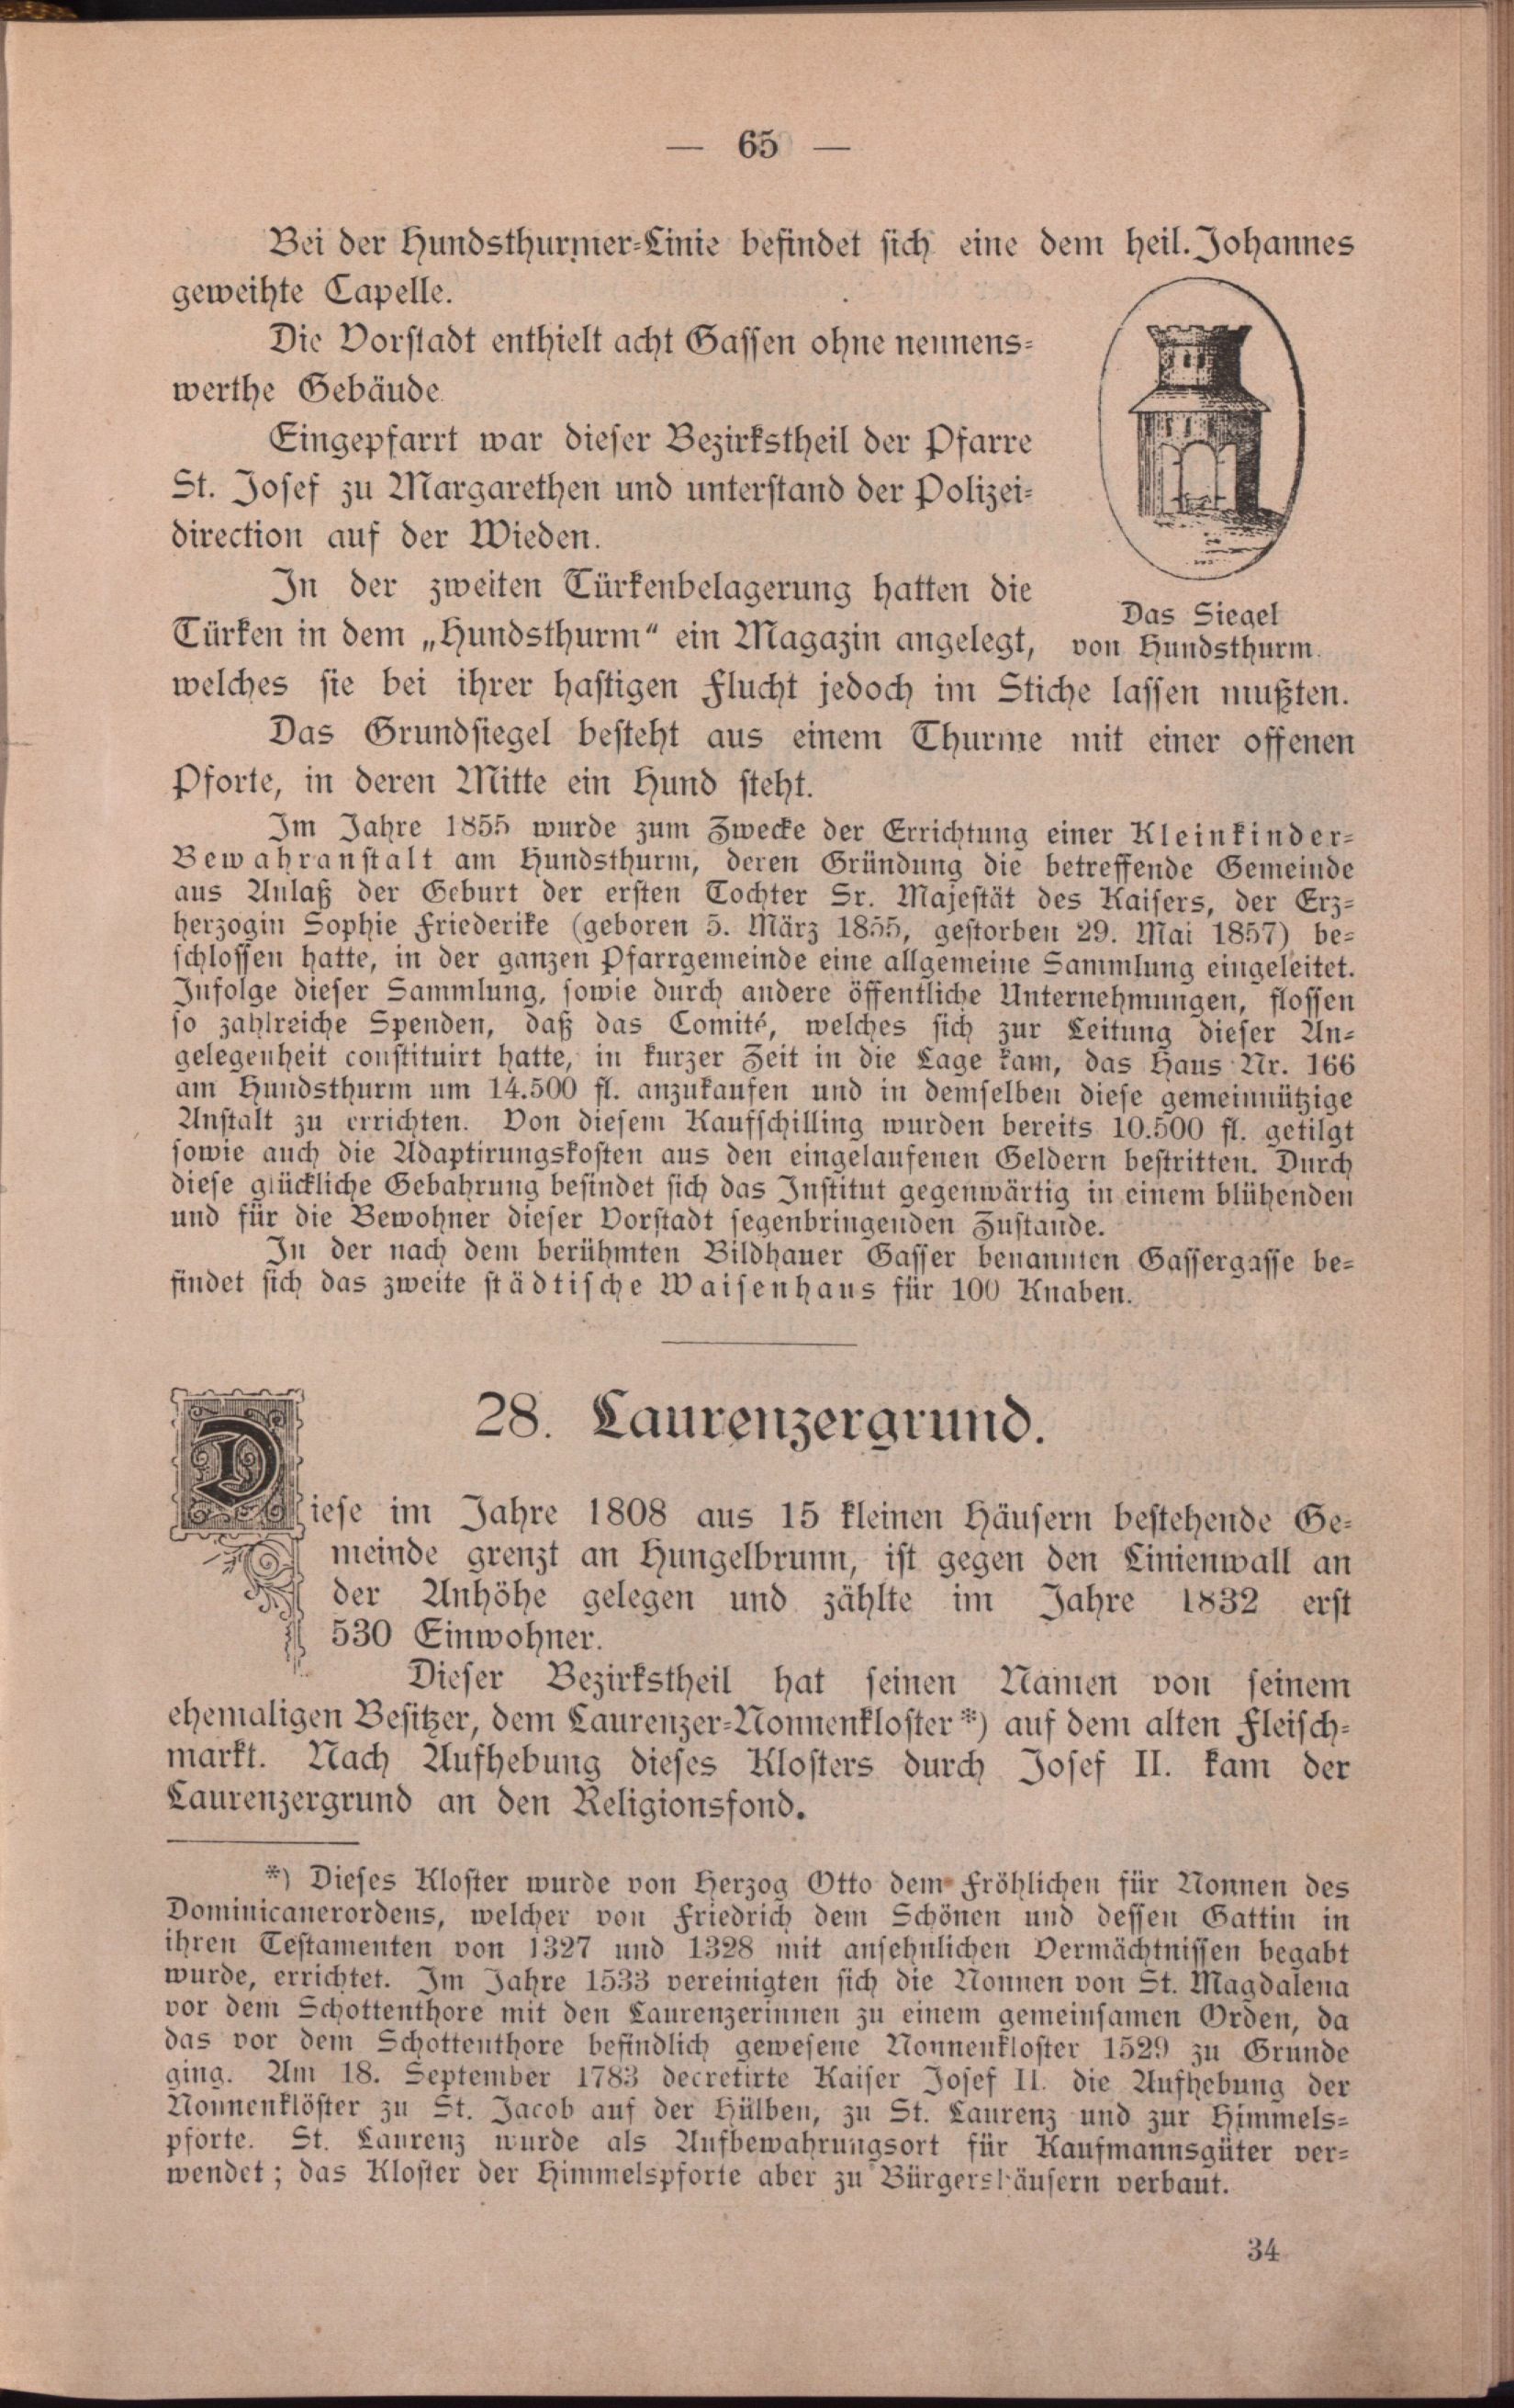 — 65 —
Bei der Hundsthurmer-Linie befindet sich eine dem heil. Johannes
geweihte Capelle.
Die Vorstadt enthielt acht Gassen ohne nennens-
werthe Gebäude
Eingepfarrt war dieser Bezirkstheil der Pfarre
St. Josef zu Margarethen und unterstand der Polizei-
direction auf der Wieden.
In der zweiten Türkenbelagerung hatten die
Türken in dem „Hundsthurm“ ein Magazin angelegt,
welches sie bei ihrer hastigen Flucht jedoch im Stiche lassen mußten.
Das Siegel
von Hundsthurm.
Das Grundsiegel besteht aus einem Thurme mit einer offenen
Pforte, in deren Mitte ein Hund steht.
Im Jahre 1855 wurde zum Zwecke der Errichtung einer Kleinkinder-
Bewahranstalt am Hundsthurm, deren Gründung die betreffende Gemeinde
aus Anlaß der Geburt der ersten Tochter Sr. Majestät des Kaisers, der Erz-
herzogin Sophie Friederike (geboren 5. März 1855, gestorben 29. Mai 1857) be-
schlossen hatte, in der ganzen Pfarrgemeinde eine allgemeine Sammlung eingeleitet.
Infolge dieser Sammlung, sowie durch andere öffentliche Unternehmungen, flossen
so zahlreiche Spenden, daß das Comité, welches sich zur Leitung dieser An-
gelegenheit constituirt hatte, in kurzer Zeit in die Lage kam, das Haus Nr. 166
am Hundsthurm um 14.500 fl. anzukaufen und in demselben diese gemeinnützige
Anstalt zu errichten. Von diesem Kaufschilling wurden bereits 10.500 fl. getilgt
sowie auch die Adaptirungskosten aus den eingelaufenen Geldern bestritten. Durch
diese glückliche Gebahrung befindet sich das Institut gegenwärtig in einem blühenden
und für die Bewohner dieser Vorstadt segenbringenden Zustande.
In der nach dem berühmten Bildhauer Gasser benannten Gassergasse be-
findet sich das zweite städtische Waisenhaus für 100 Knaben.
28. Laurenzergrund.
Diese im Jahre 1808 aus 15 kleinen Häusern bestehende Ge-
meinde grenzt an Hungelbrunn, ist gegen den Linienwall an
der Anhöhe gelegen und zählte im Jahre 1832 erst
530 Einwohner.
Dieser Bezirkstheil hat seinen Namen von seinem
ehemaligen Besitzer, dem Laurenzer-Nonnenkloster*) auf dem alten Fleisch-
markt. Nach Aufhebung dieses Klosters durch Josef II. kam der
Laurenzergrund an den Religionsfond.
*) Dieses Kloster wurde von Herzog Otto dem Fröhlichen für Nonnen des
Dominicanerordens, welcher von Friedrich dem Schönen und dessen Gattin in
ihren Testamenten von 1327 und 1328 mit ansehnlichen Vermächtnissen begabt
wurde, errichtet. Im Jahre 1533 vereinigten sich die Nonnen von St. Magdalena
vor dem Schottenthore mit den Laurenzerinnen zu einem gemeinsamen Orden, da
das vor dem Schottenthore befindlich gewesene Nonnenkloster 1529 zu Grunde
ging. Am 18. September 1783 decretirte Kaiser Josef II. die Aufhebung der
Nonnenklöster zu St. Jacob auf der Hülben, zu St. Laurenz und zur Himmels-
pforte. St. Laurenz wurde als Aufbewahrungsort für Kaufmannsgüter ver-
wendet; das Kloster der Himmelspforte aber zu Bürgershäusern verbaut.
34